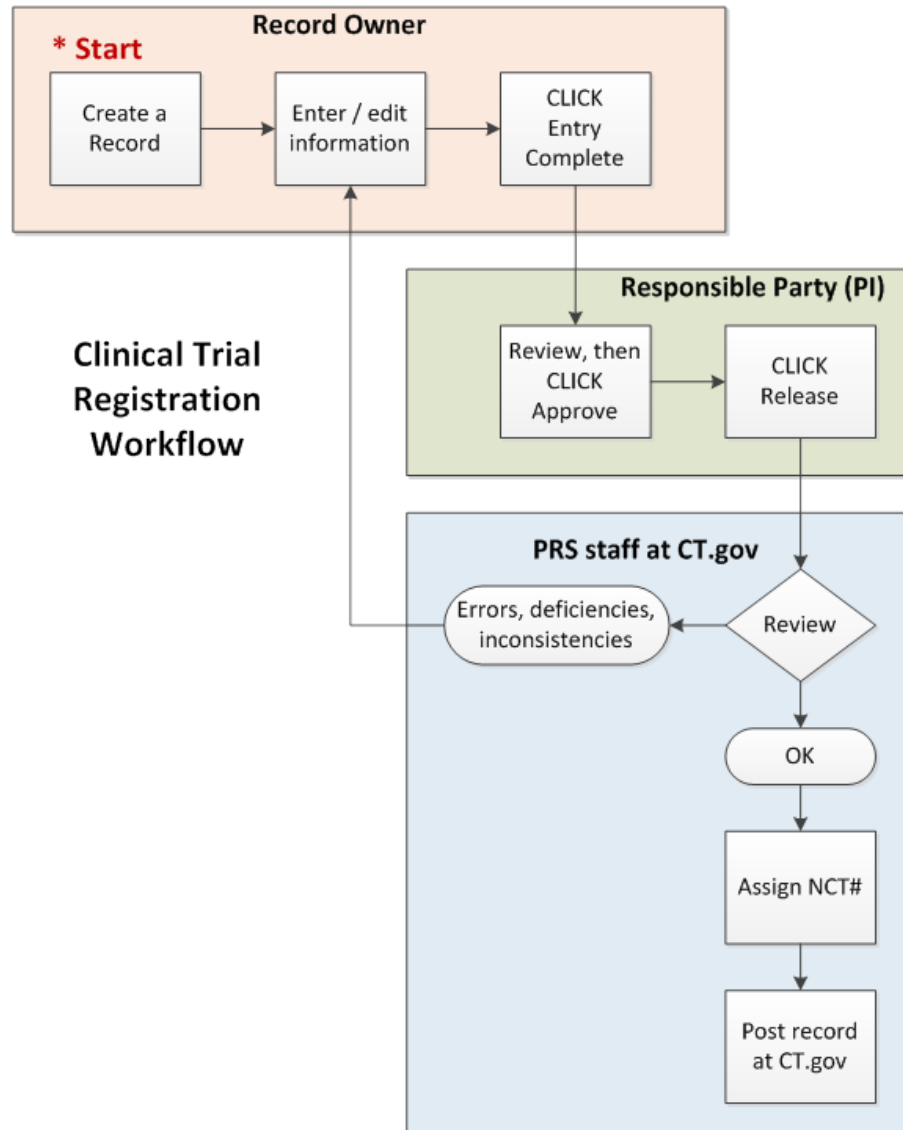 Record Owner
* Start
Create a
Record
Enter / edit
information
CLICK
Entry
Complete
Responsible Party (PI)
Review, then
CLICK
Approve
CLICK
Release
Clinical Trial
Registration
Workflow
PRS staff at CT.gov
Errors, deficiencies,
inconsistencies
Review
OK
Assign NCT#
Post record
at CT.gov